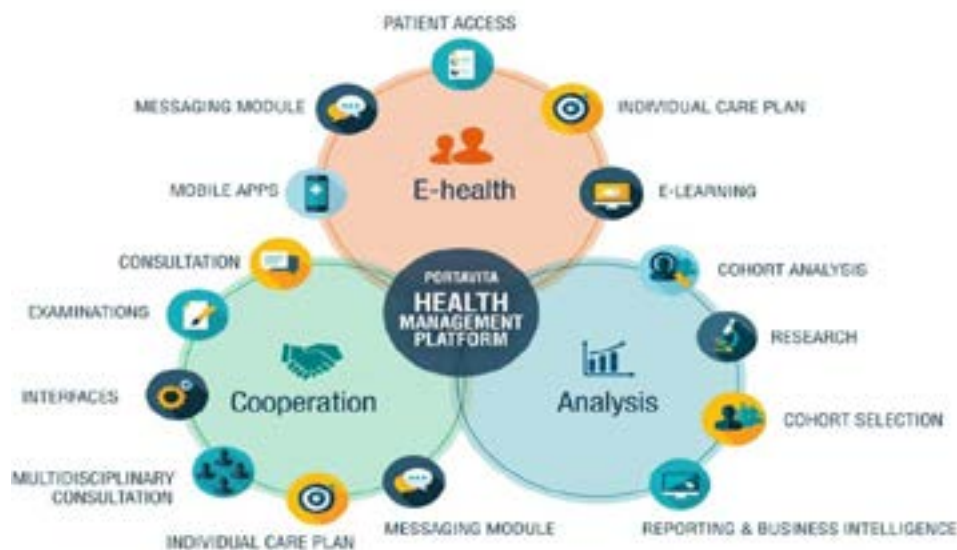 PATIENT ACCESS
MESSAGING MODULE
INDIVIDUAL CARE PLAN
MOBILE APPS
E-health
E-LEARNING
CONSULTATION
PORTAVITA
HEALTH
MANAGEMENT
PLATFORM
COHORT ANALYSIS
EXAMINATIONS
RESEARCH
INTERFACES
Cooperation
Analysis
COHORT SELECTION
MULTIDISCIPLINARY
CONSULTATION
INDIVIDUAL CARE PLAN
MESSAGING MODULE
REPORTING & BUSINESS INTELLIGENCE